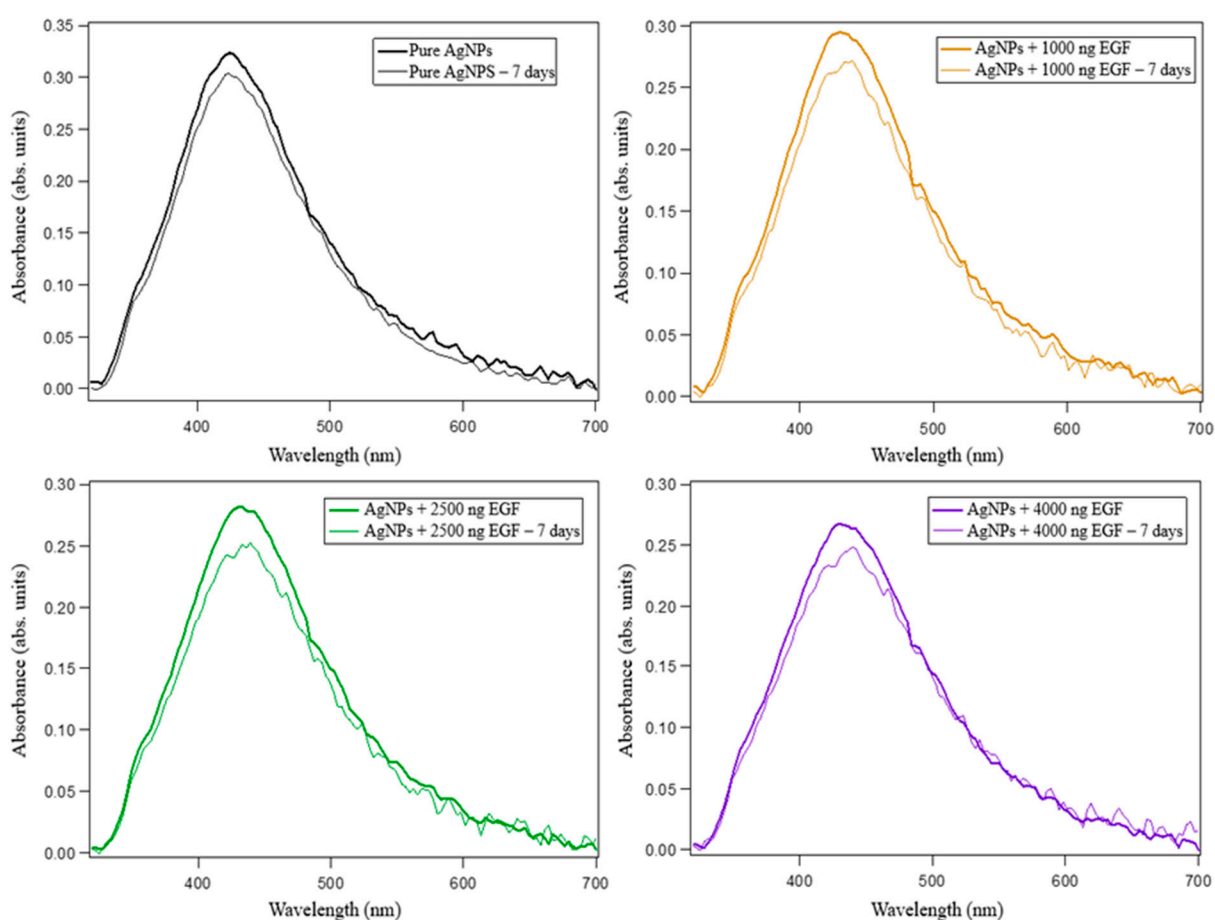 0.35
0.30
0.25
0.20
0.15
0.10
0.05
0.00
Absorbance (abs. units)
Pure AgNPs
Pure AgNPS – 7 days
400
500
600
700
Wavelength (nm)
0.30
0.25
0.20
0.15
0.10
0.05
0.00
Absorbance (abs. units)
AgNPs + 1000 ng EGF
AgNPs + 1000 ng EGF – 7 days
400
500
600
700
Wavelength (nm)
0.30
0.25
0.20
0.15
0.10
0.05
0.00
Absorbance (abs. units)
AgNPs + 2500 ng EGF
AgNPs + 2500 ng EGF – 7 days
400
500
600
700
Wavelength (nm)
0.30
0.25
0.20
0.15
0.10
0.05
0.00
Absorbance (abs. units)
AgNPs + 4000 ng EGF
AgNPs + 4000 ng EGF – 7 days
400
500
600
700
Wavelength (nm)